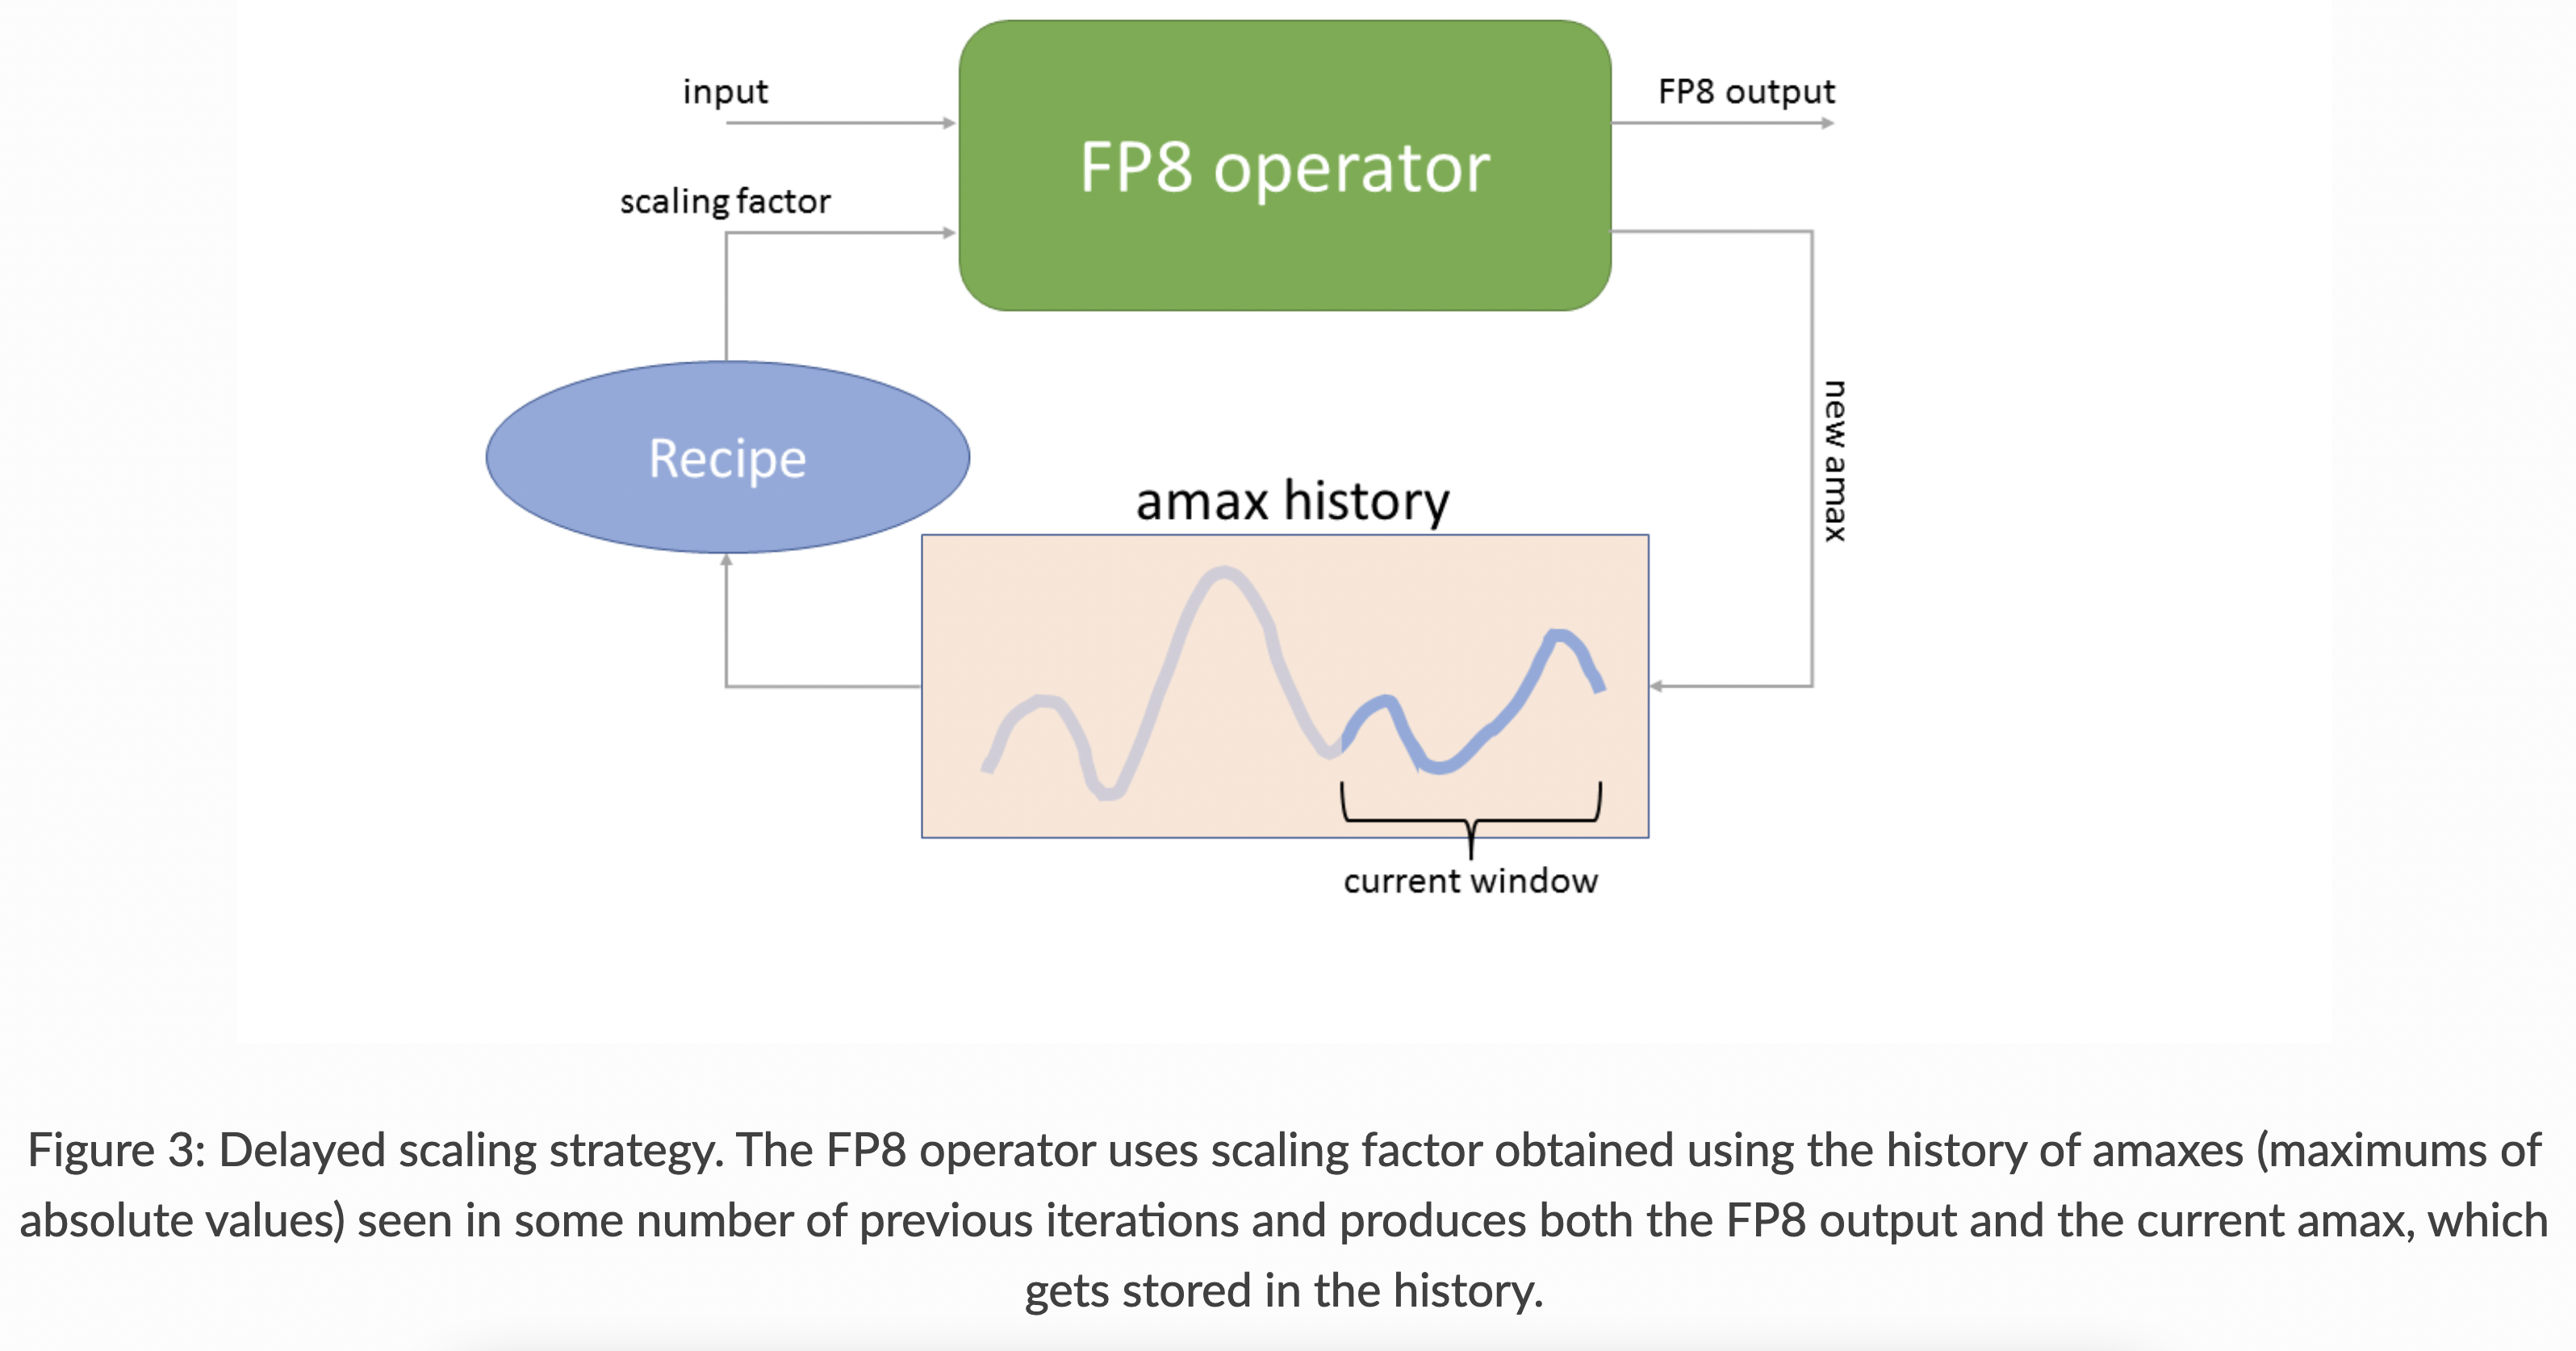 input
FP8 output
FP8 operator
scaling factor
new amax
Recipe
amax history
current window
Figure 3: Delayed scaling strategy. The FP8 operator uses scaling factor obtained using the history of amaxes (maximums of
absolute values) seen in some number of previous iterations and produces both the FP8 output and the current amax, which
gets stored in the history.